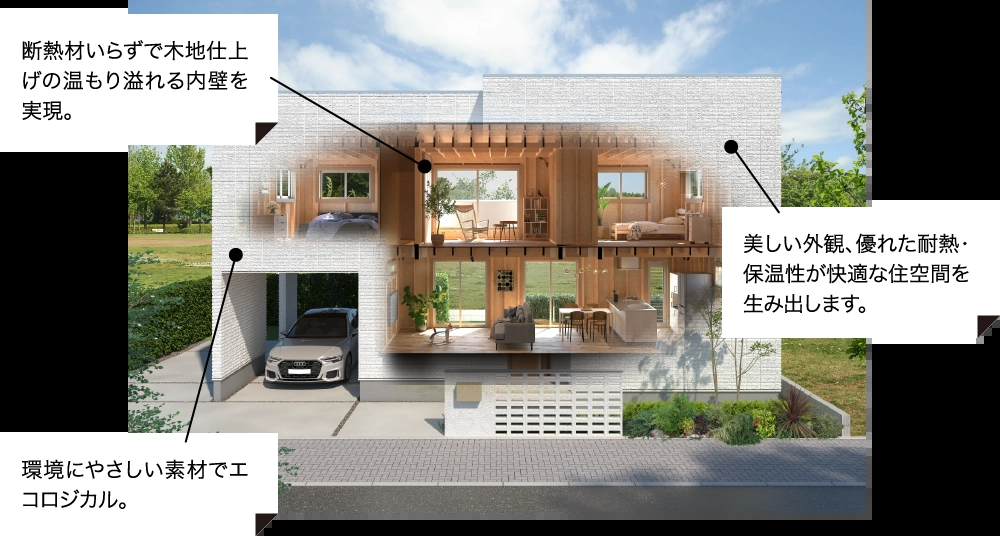 断熱材いらずで木地仕上
げの温もり溢れる内壁を
実現。
美しい外観、優れた耐熱・
保温性が快適な住空間を
生み出します。
環境にやさしい素材でエ
コロジカル。